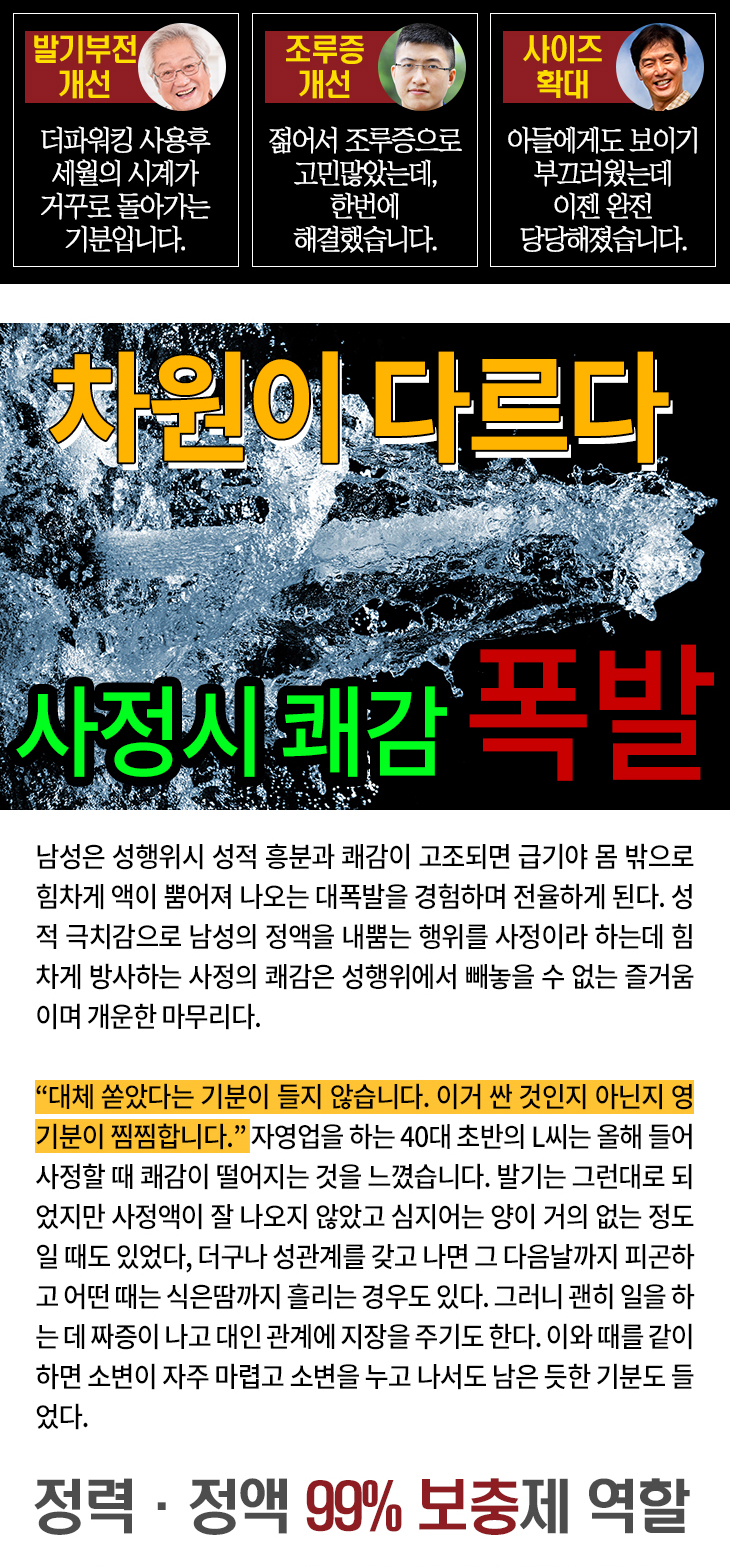 발기부전
개선
더파워킹 사용후
세월의 시계가
거꾸로 돌아가는
기분입니다.
조루증
개선
젊어서 조루증으로
고민많았는데,
한번에
해결했습니다.
사이즈
확대
아들에게도 보이기
부끄러웠는데
이젠 완전
당당해졌습니다.
차원이 다르다
사정시 쾌감 폭발
남성은 성행위시 성적 흥분과 쾌감이 고조되면 급기야 몸 밖으로
힘차게 액이 뿜어져 나오는 대폭발을 경험하며 전율하게 된다. 성
적 극치감으로 남성의 정액을 내뿜는 행위를 사정이라 하는데 힘
차게 방사하는 사정의 쾌감은 성행위에서 빼놓을 수 없는 즐거움
이며 개운한 마무리다.
“대체 쏟았다는 기분이 들지 않습니다. 이거 싼 것인지 아닌지 영
기분이 찜찜합니다.” 자영업을 하는 40대 초반의 L씨는 올해 들어
사정할 때 쾌감이 떨어지는 것을 느꼈습니다. 발기는 그런대로 되
었지만 사정액이 잘 나오지 않았고 심지어는 양이 거의 없는 정도
일 때도 있었다, 더구나 성관계를 갖고 나면 그 다음날까지 피곤하
고 어떤 때는 식은땀까지 흘리는 경우도 있다. 그러니 괜히 일을 하
는 데 짜증이 나고 대인 관계에 지장을 주기도 한다. 이와 때를 같이
하면 소변이 자주 마렵고 소변을 누고 나서도 남은 듯한 기분도 들
었다.
정력 · 정액 99% 보충제 역할